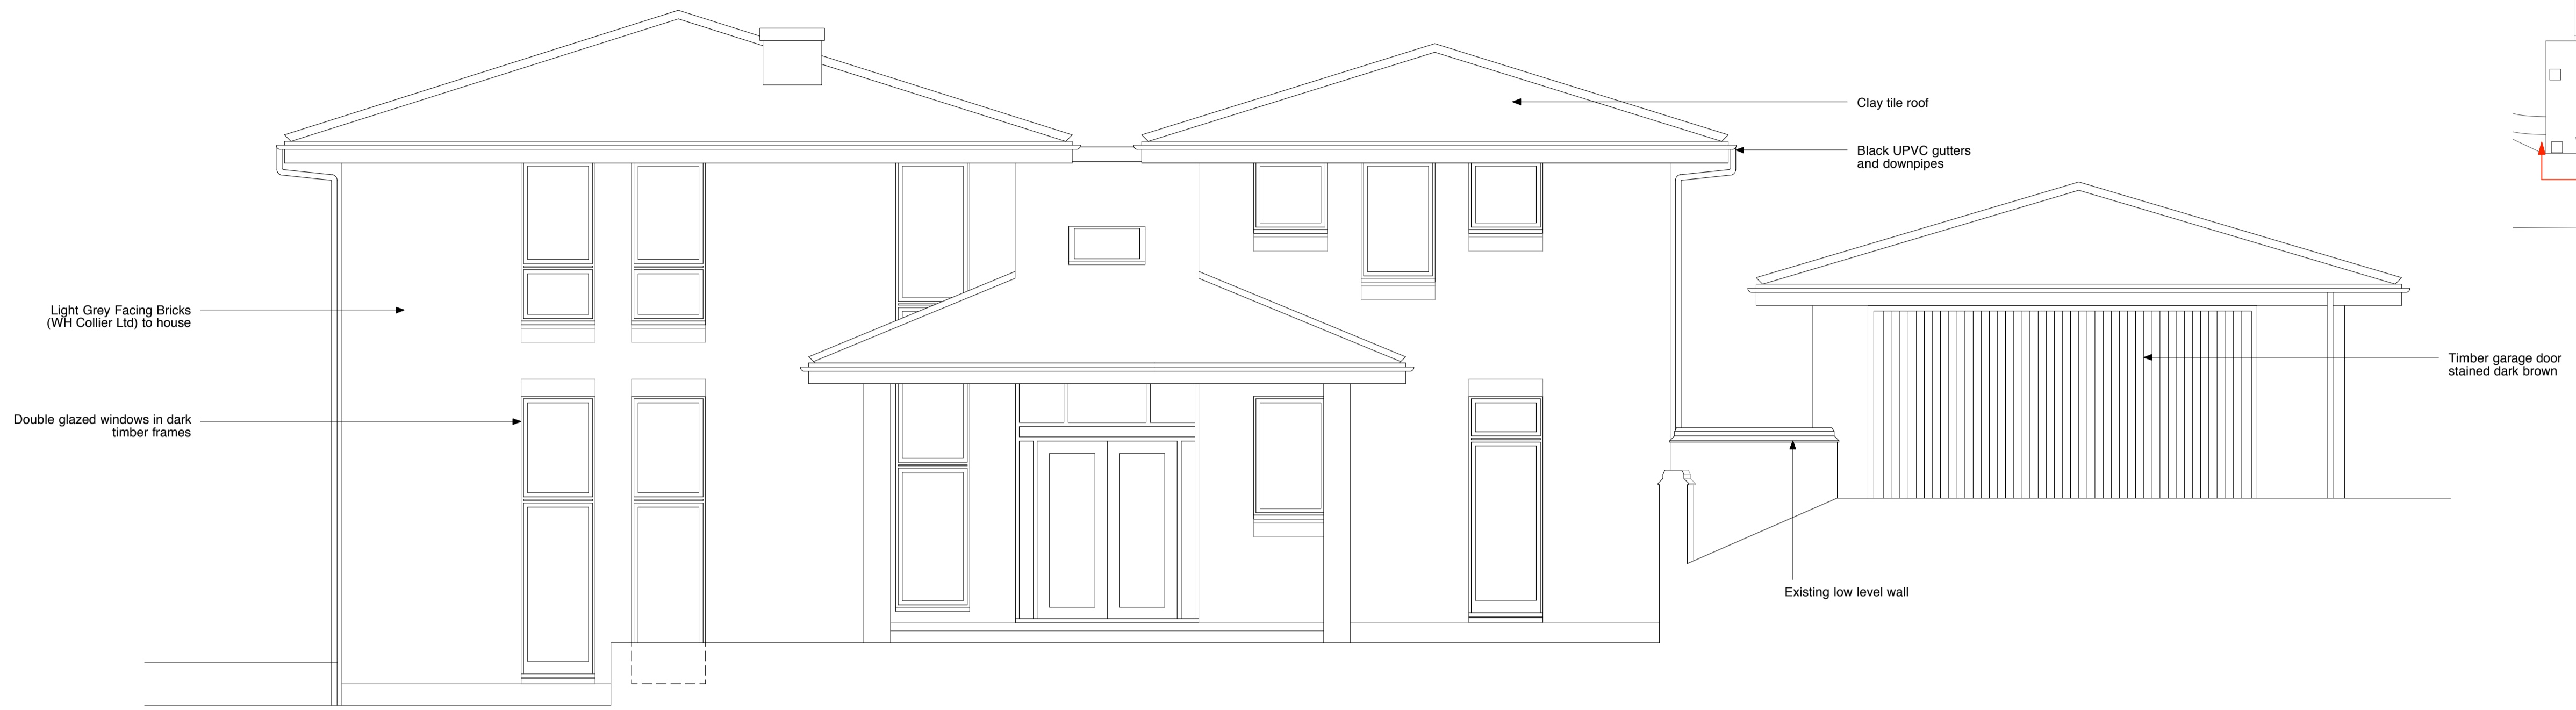 Clay tile roof
Black UPVC gutters
and downpipes
Light Grey Facing Bricks
(WH Collier Ltd) to house
Timber garage door
stained dark brown
Double glazed windows in dark
timber frames
Existing low level wall